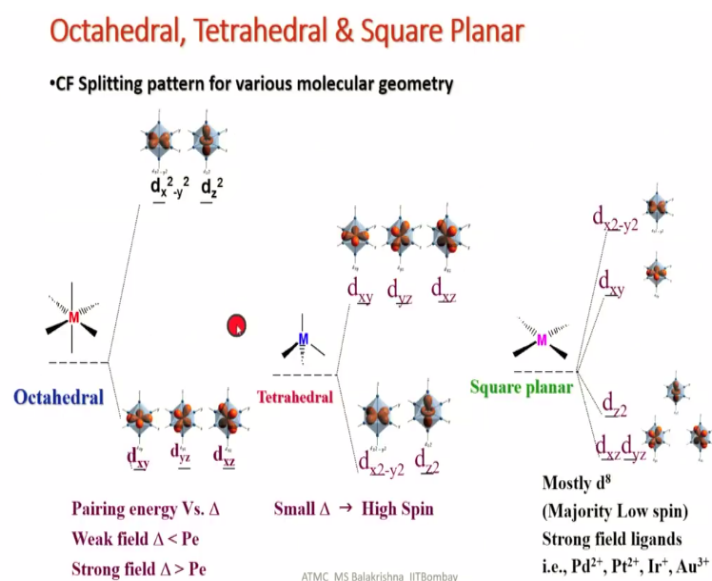 Octahedral, Tetrahedral & Square Planar
•CF Splitting pattern for various molecular geometry
dx²-y² dz²
M
Octahedral
dxy dyz dxz
Pairing energy Vs. Δ
Weak field Δ < Pe
Strong field Δ > Pe
dxy dyz dxz
M
Tetrahedral
dx2-y2 dz2
Small Δ → High Spin
dx2-y2
dxy
M
Square planar
dz2
dxzdyz
Mostly d⁸
(Majority Low spin)
Strong field ligands
i.e., Pd²⁺, Pt²⁺, Ir⁺, Au³⁺
ATMC MS Balakrishna IITBombay